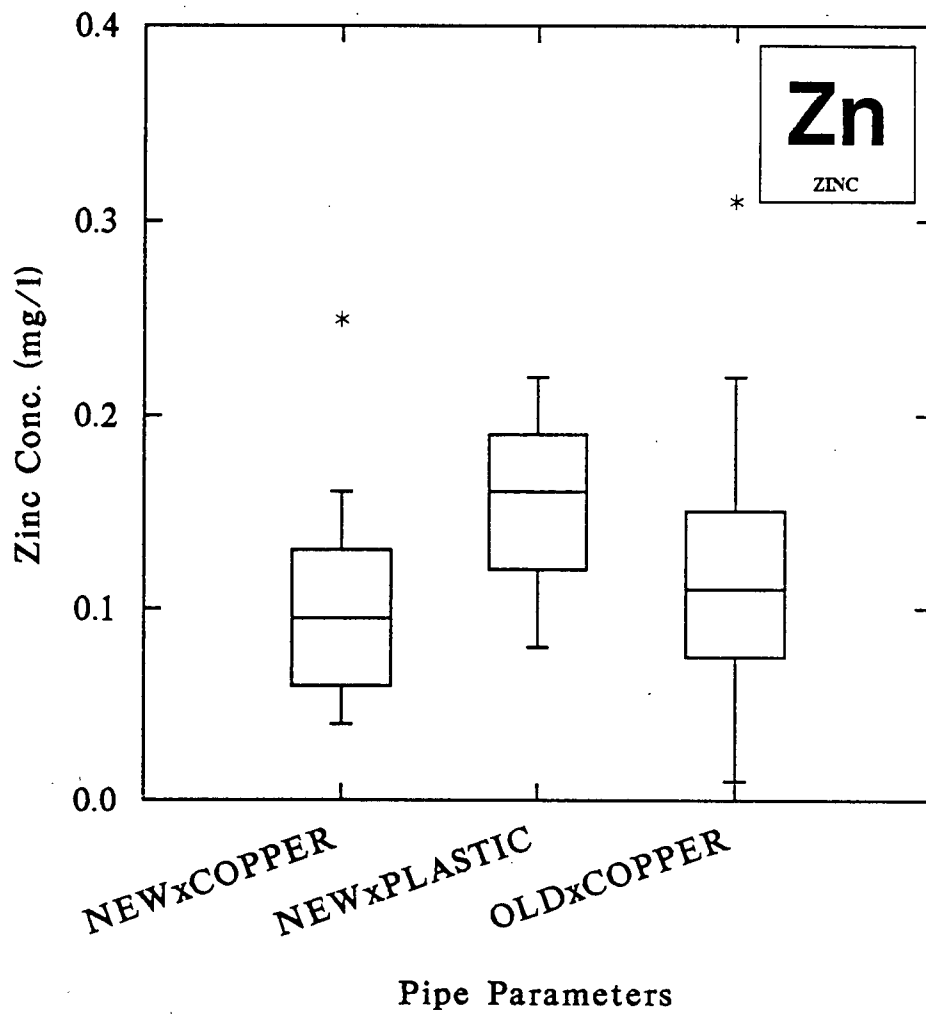 0.4
Zn
ZINC
0.3
0.2
0.1
0.0
Zinc Conc. (mg/l)
NEWxCOPPER
NEWxPLASTIC
OLDxCOPPER
Pipe Parameters